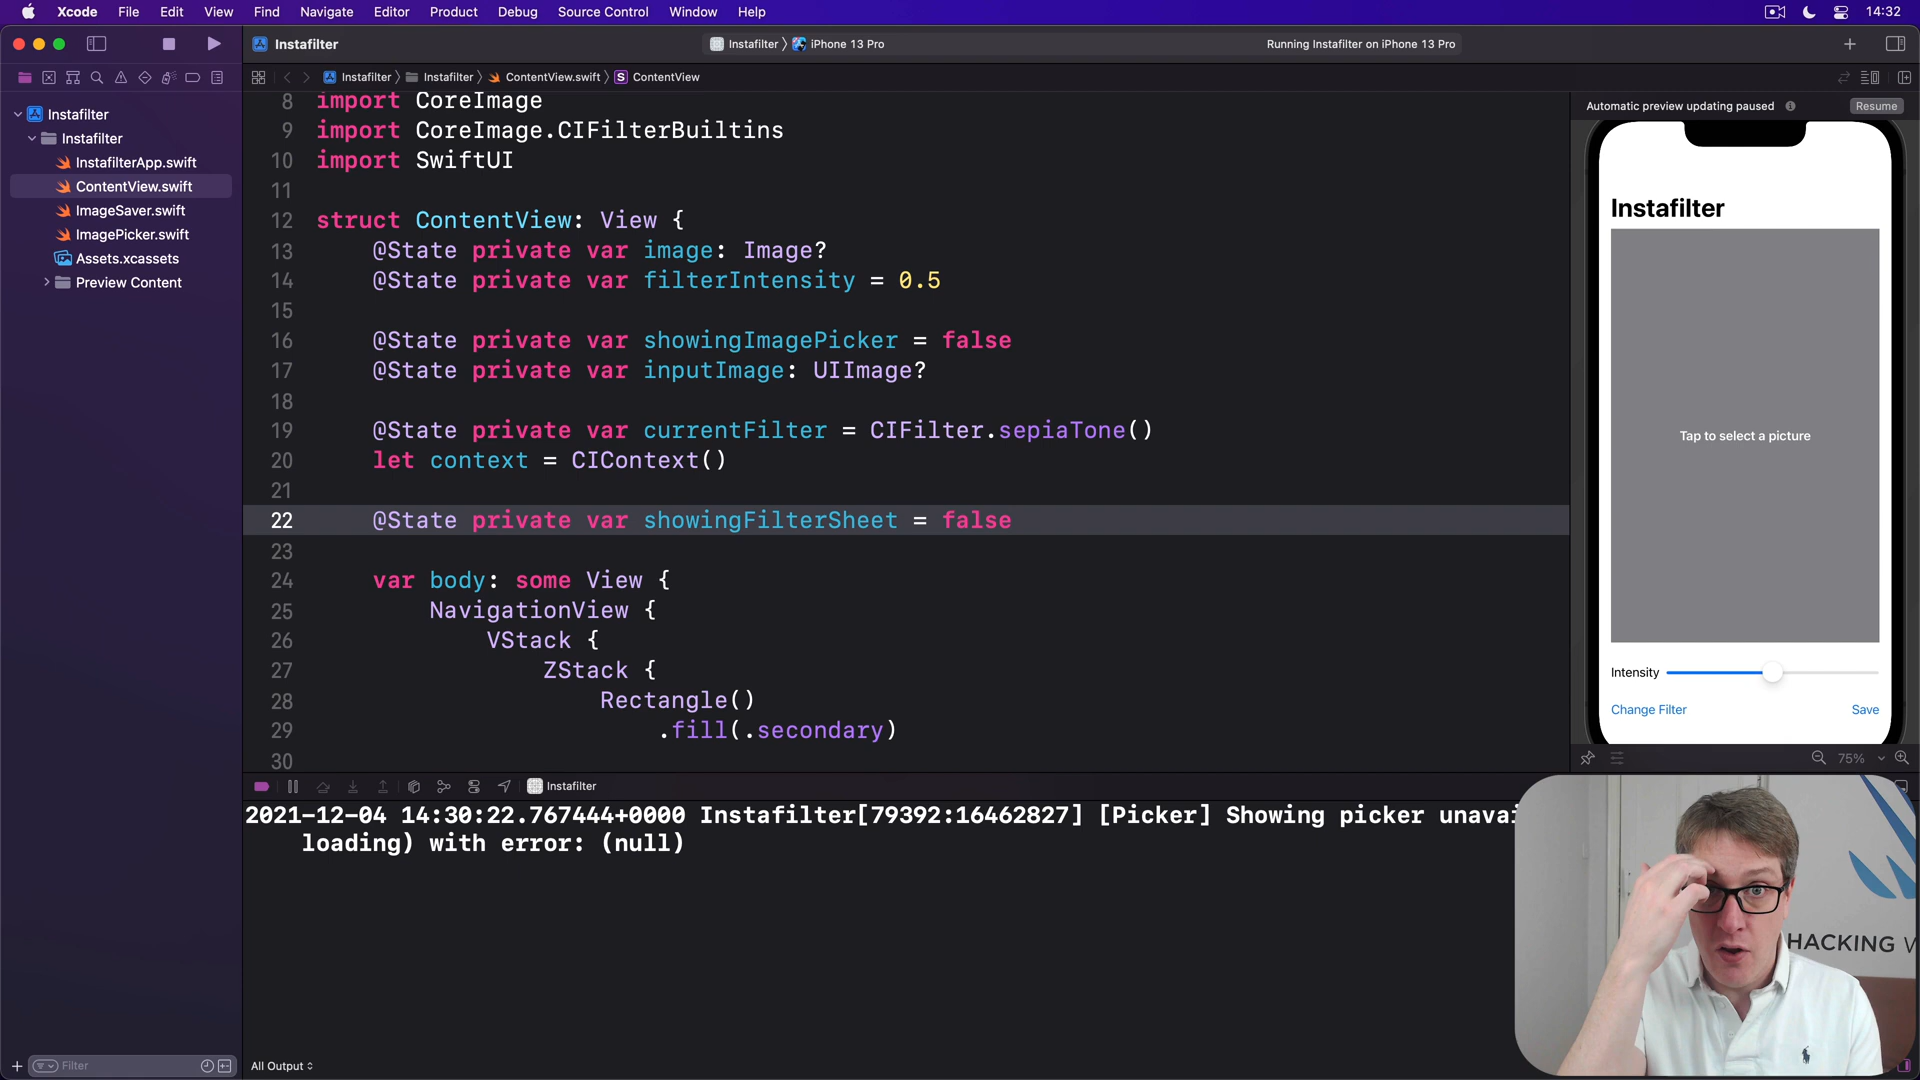 Xcode File Edit View Find Navigate Editor Product Debug Source Control Window Help 14:32
Instafilter
Instafilter iPhone 13 Pro
Running Instafilter on iPhone 13 Pro
Instafilter Instafilter ContentView.swift S ContentView
Instafilter
Instafilter
InstafilterApp.swift
ContentView.swift
ImageSaver.swift
ImagePicker.swift
Assets.xcassets
Preview Content
Filter
8 import CoreImage
9 import CoreImage.CIFilterBuiltins
10 import SwiftUI
11
12 struct ContentView: View {
13 @State private var image: Image?
14 @State private var filterIntensity = 0.5
15
16 @State private var showingImagePicker = false
17 @State private var inputImage: UIImage?
18
19 @State private var currentFilter = CIFilter.sepiaTone()
20 let context = CIContext()
21
22 @State private var showingFilterSheet = false
23
24 var body: some View {
25 NavigationView {
26 VStack {
27 ZStack {
28 Rectangle()
29 .fill(.secondary)
30
Automatic preview updating paused Resume
Instafilter
Tap to select a picture
Intensity
Change Filter Save
75%
Instafilter
2021-12-04 14:30:22.767444+0000 Instafilter[79392:16462827] [Picker] Showing picker
loading) with error: (null)
All Output
HACKING